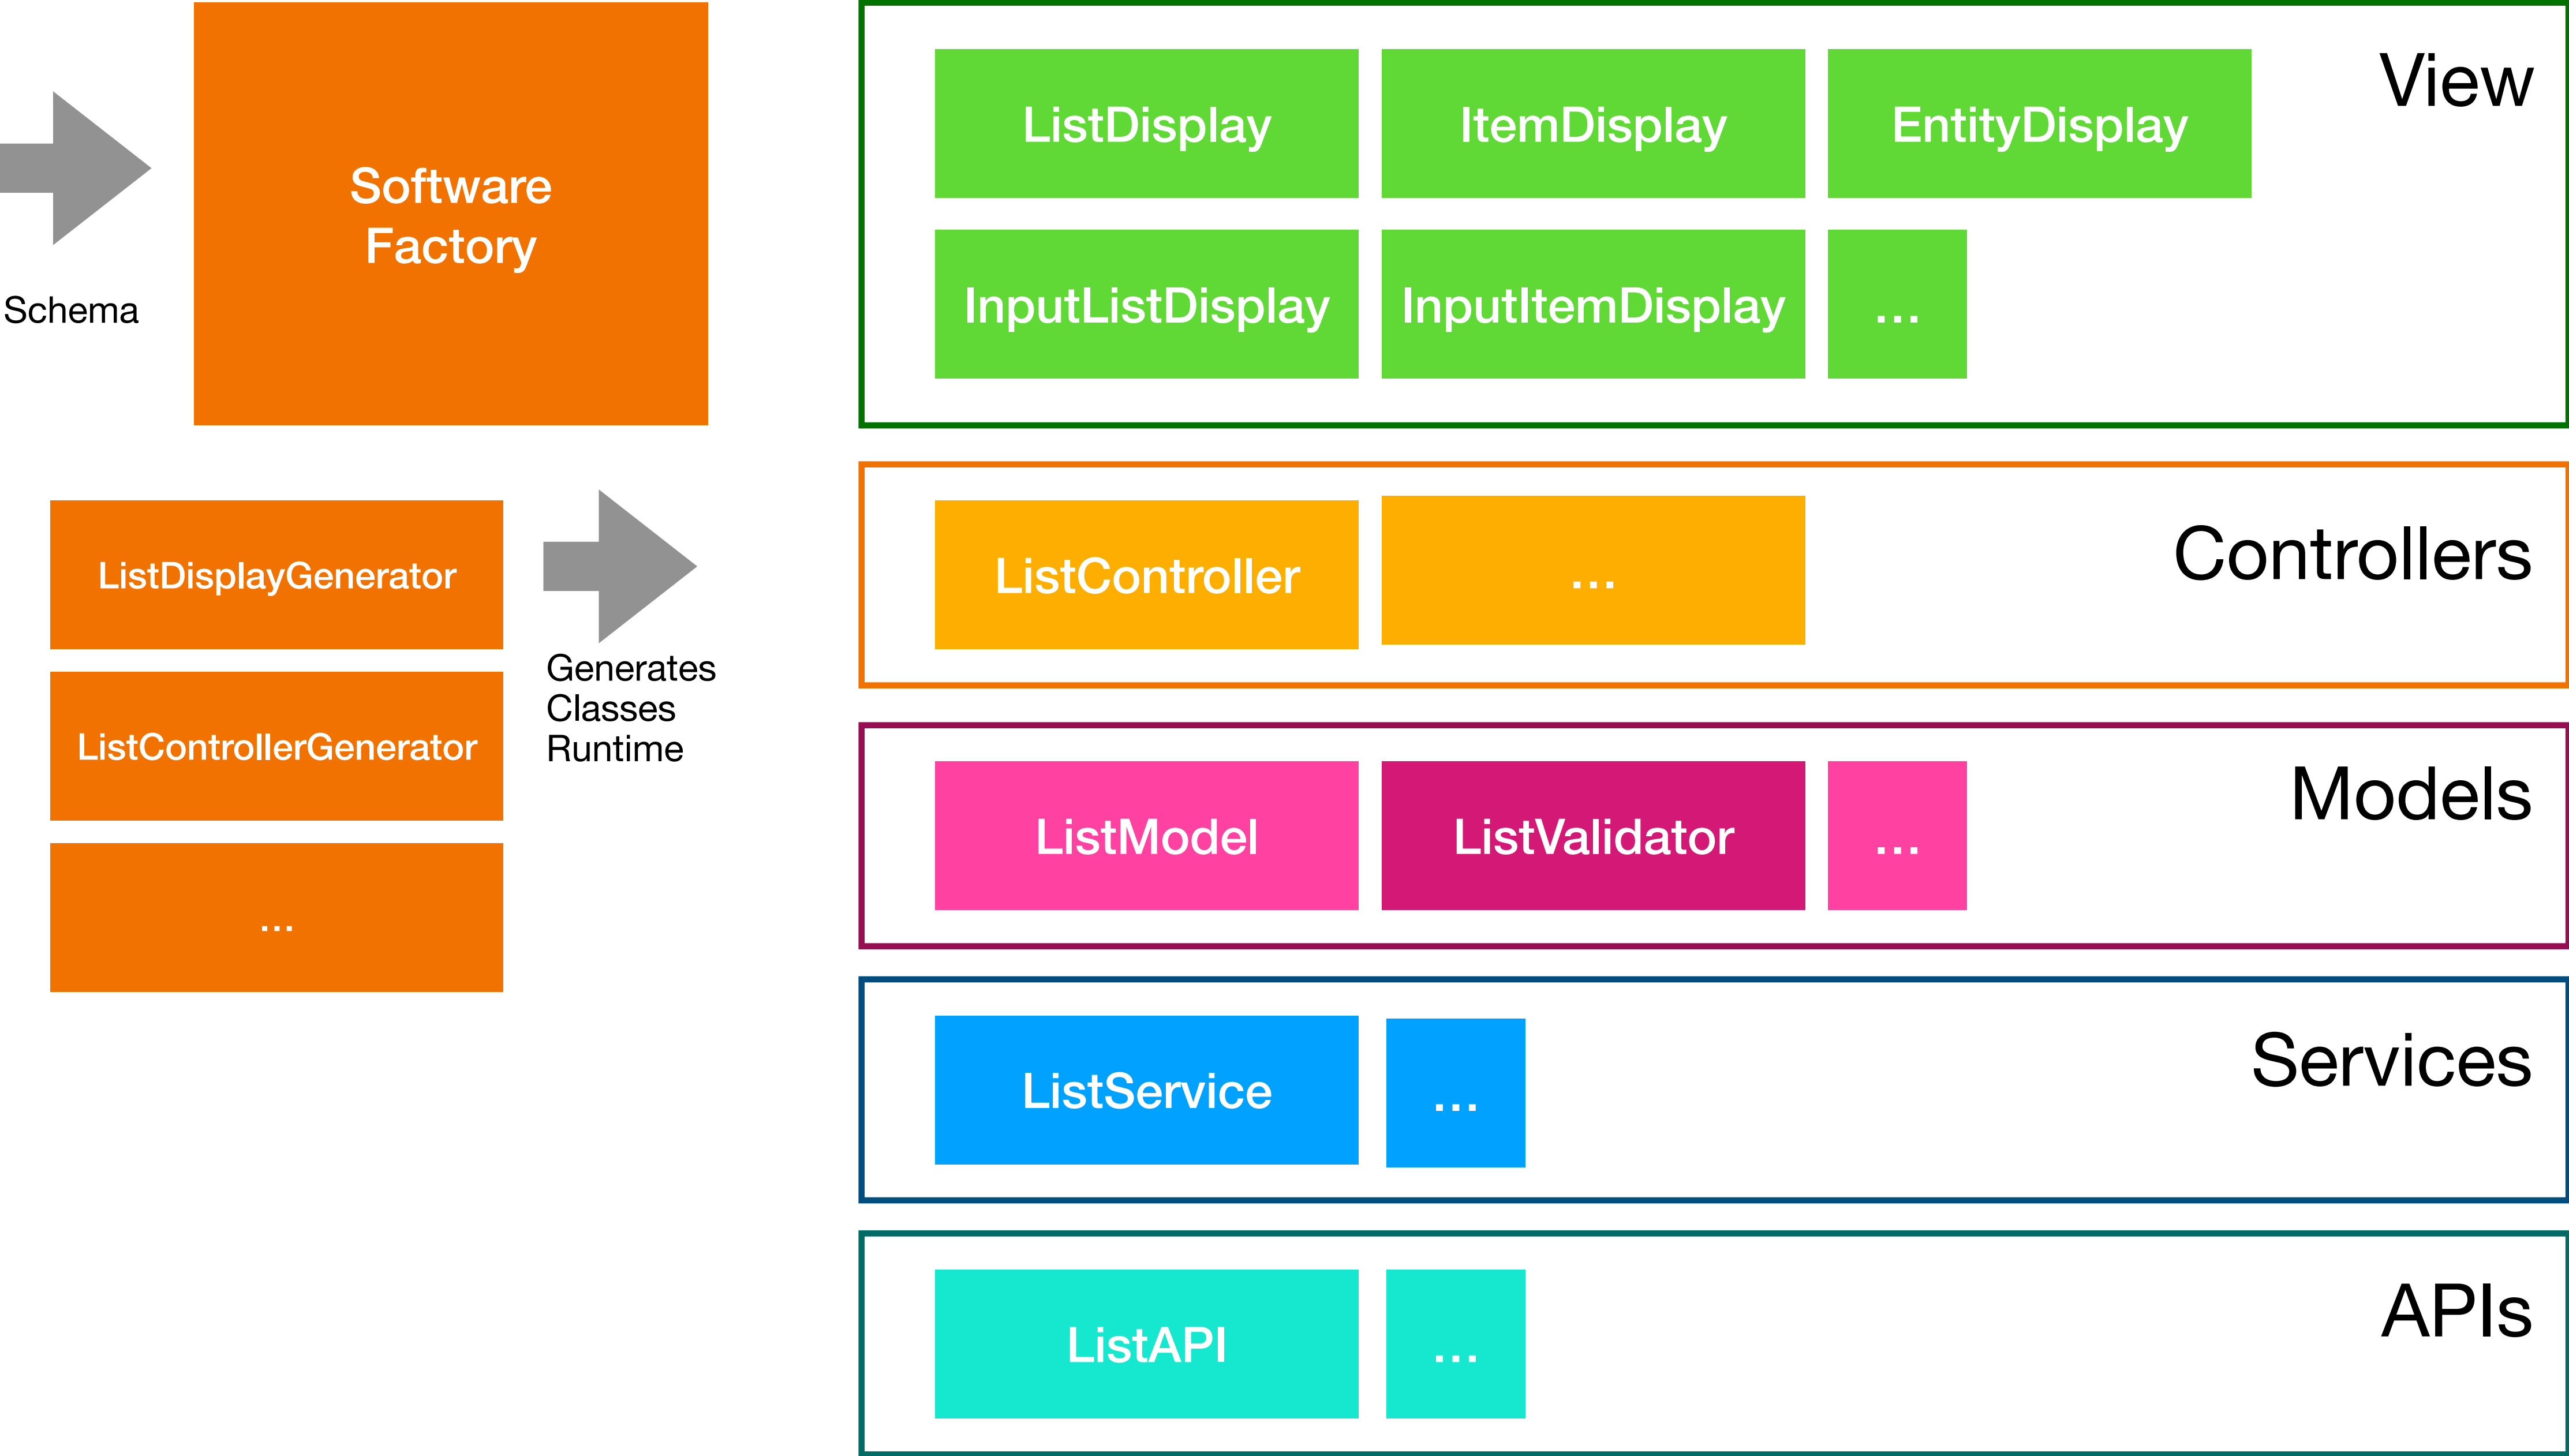 Schema
Software
Factory
ListDisplayGenerator
ListControllerGenerator
...
Generates
Classes
Runtime
View
ListDisplay
ItemDisplay
EntityDisplay
InputListDisplay
InputItemDisplay
...
Controllers
ListController
...
Models
ListModel
ListValidator
...
Services
ListService
...
APIs
ListAPI
...